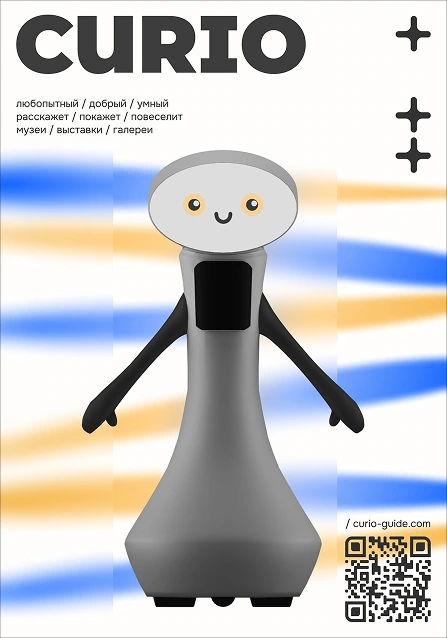 CURIO
любопытный / добрый / умный
расскажет / покажет / повеселит
музеи / выставки / галереи
/ curio-guide.com